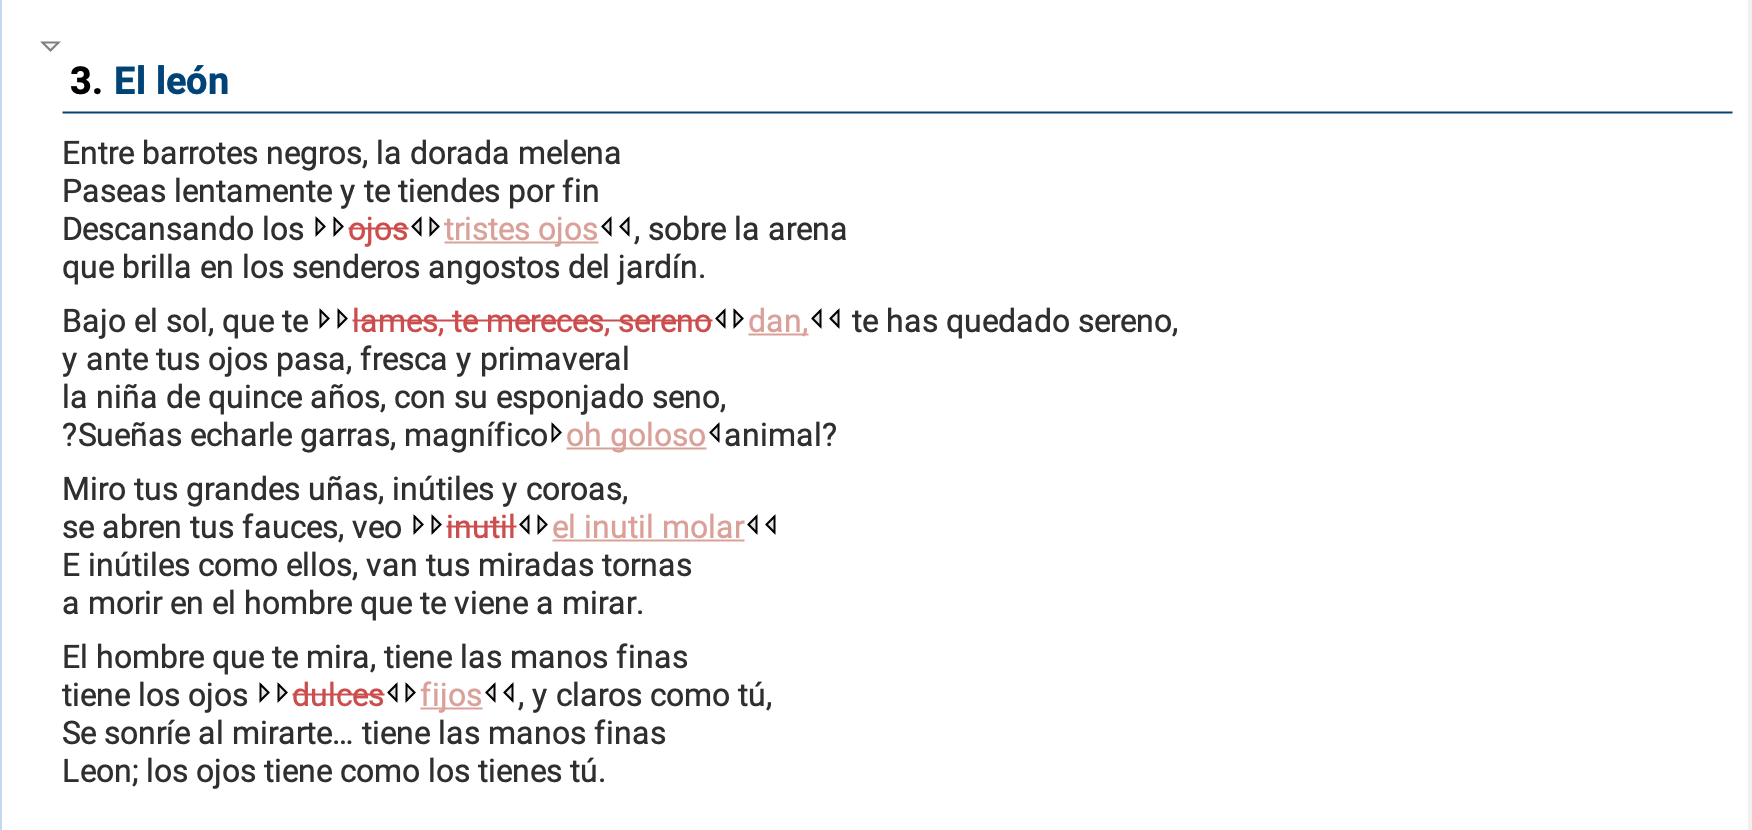 3. El león
Entre barrotes negros, la dorada melena
Paseas lentamente y te tiendes por fin
Descansando los ojos tristes ojos, sobre la arena
que brilla en los senderos angostos del jardín.
Bajo el sol, que te lames, te mereces, sereno dan, te has quedado sereno,
y ante tus ojos pasa, fresca y primaveral
la niña de quince años, con su esponjado seno,
?Sueñas echarle garras, magnífico oh goloso animal?
Miro tus grandes uñas, inútiles y coroas,
se abren tus fauces, veo inutil el inutil molar
E inútiles como ellos, van tus miradas tornas
a morir en el hombre que te viene a mirar.
El hombre que te mira, tiene las manos finas
tiene los ojos dulces fijos, y claros como tú,
Se sonríe al mirarte... tiene las manos finas
Leon; los ojos tiene como los tienes tú.